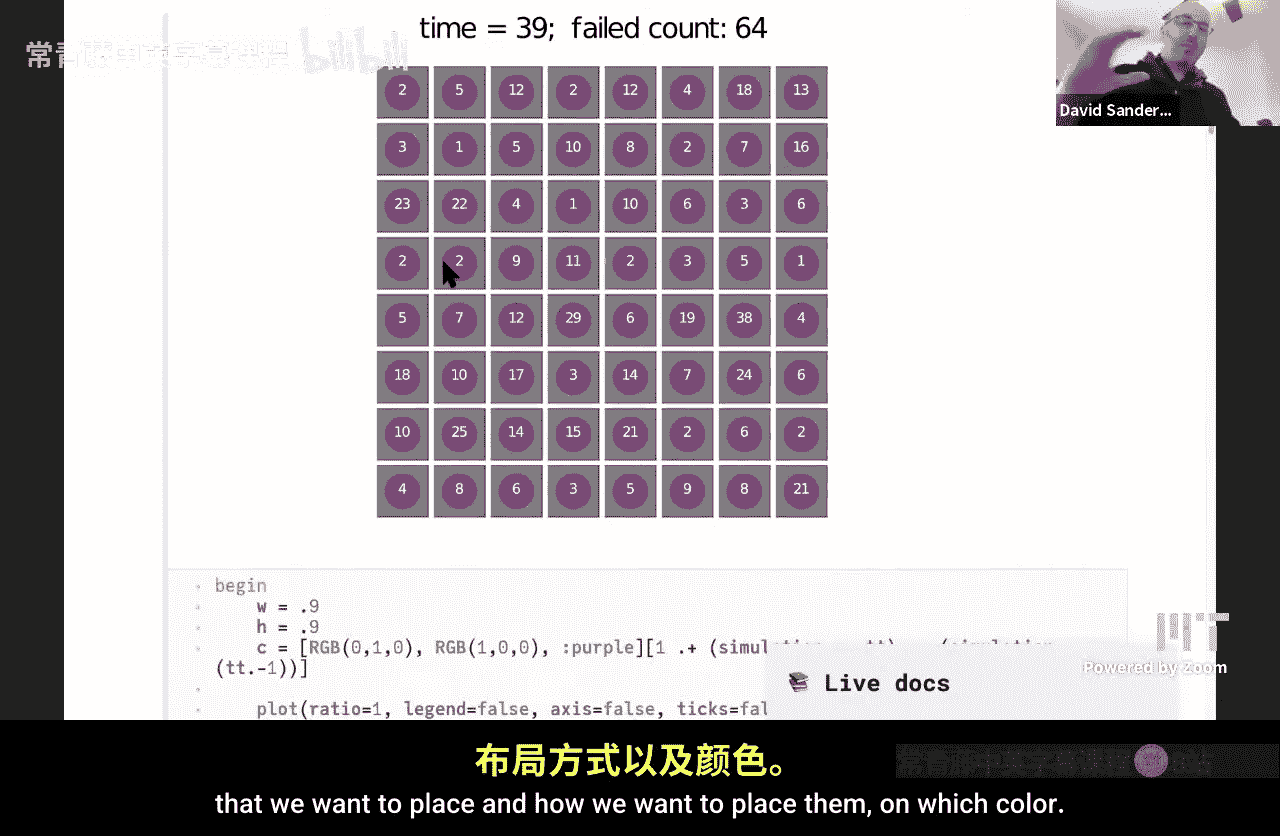 time = 39; failed count: 64
David Sander...
2 5 12 2 12 4 18 13
3 1 5 10 8 2 7 16
23 22 4 1 10 6 3 6
2 2 9 11 2 3 5 1
5 7 12 29 6 19 38 4
18 10 17 3 14 7 24 6
10 25 14 15 21 2 6 2
4 8 6 3 5 9 8 21
begin
w = .9
h = .9
c = [RGB(0,1,0), RGB(1,0,0), :purple][1 .+ (simul
(tt.-1))]
plot(ratio=1, legend=false, axis=false, ticks=fal
Live docs
MIT
Powered by Zoom
布局方式以及颜色。
that we want to place and how we want to place them, on which color.